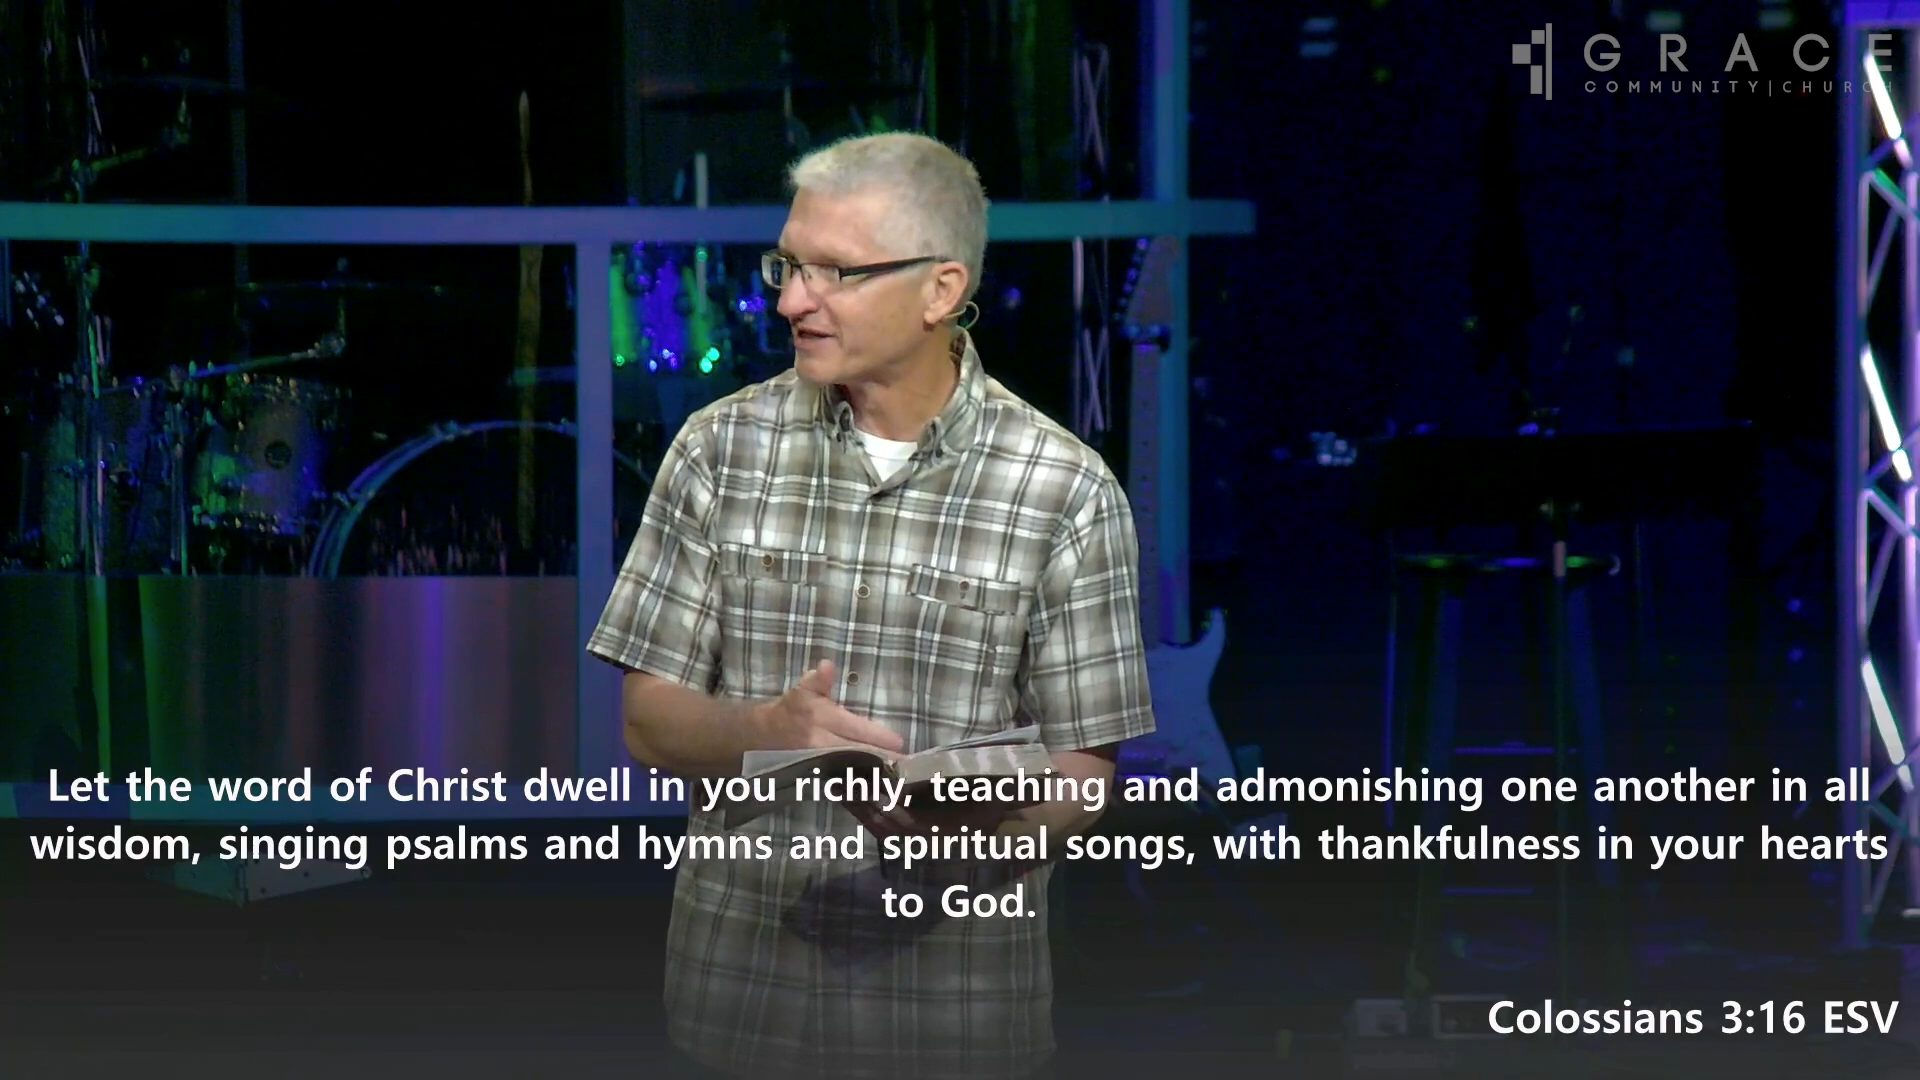 GRACE
COMMUNITY|CHURCH
Let the word of Christ dwell in you richly, teaching and admonishing one another in all
wisdom, singing psalms and hymns and spiritual songs, with thankfulness in your hearts
to God.
Colossians 3:16 ESV